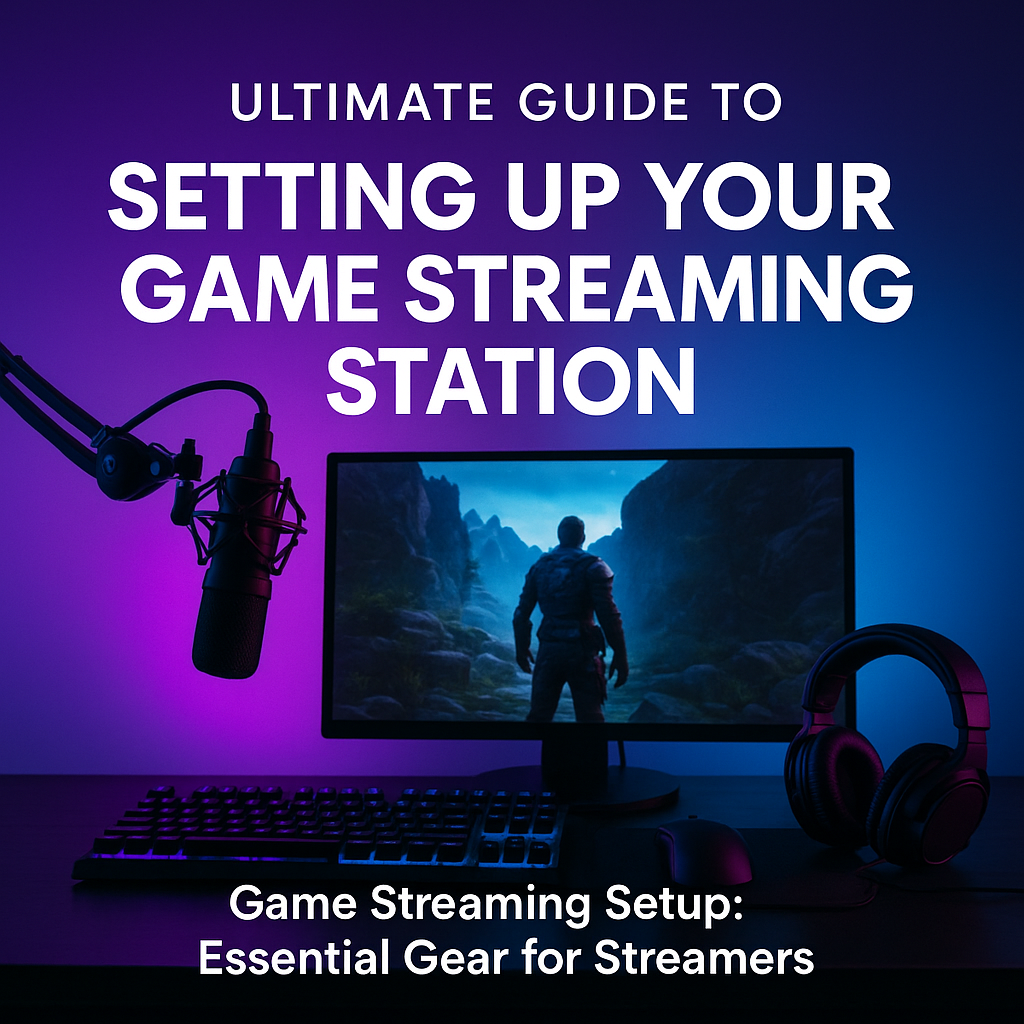 ULTIMATE GUIDE TO
SETTING UP YOUR
GAME STREAMING
STATION
Game Streaming Setup:
Essential Gear for Streamers